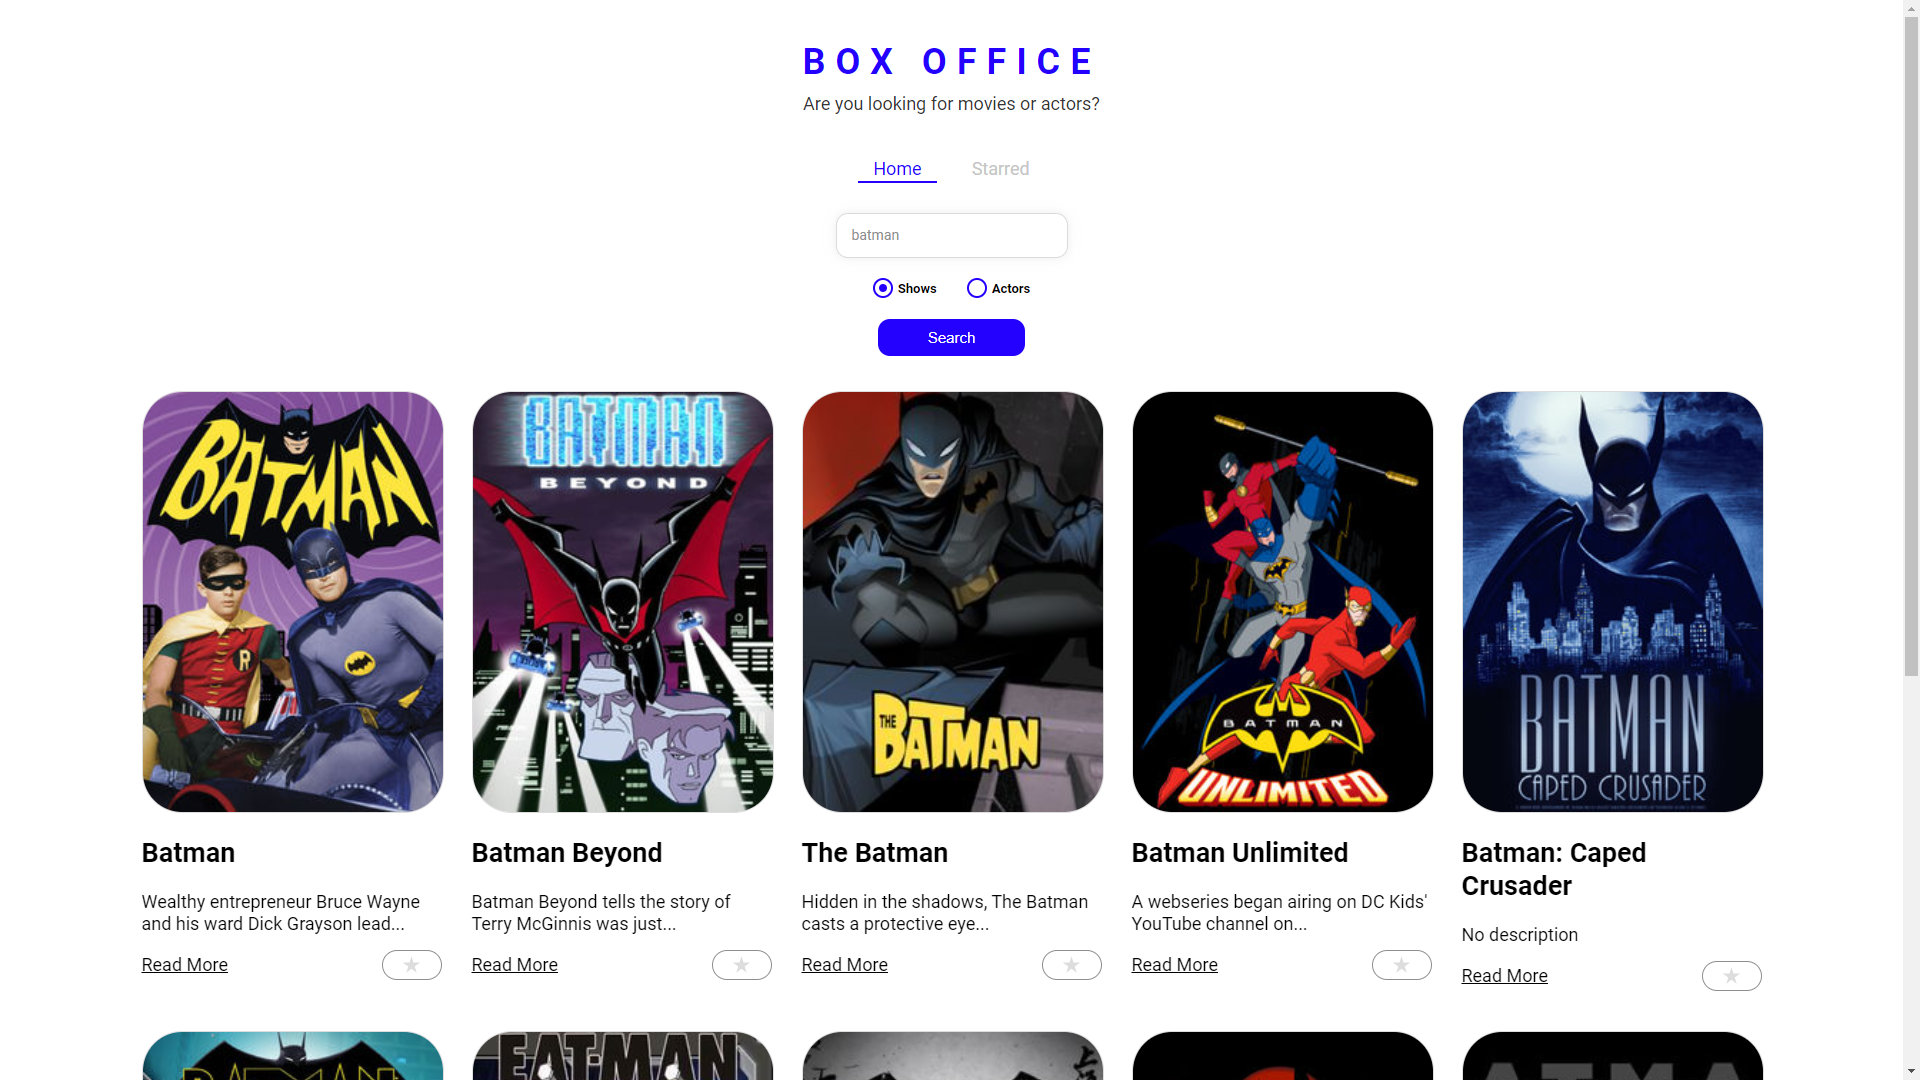 BOX OFFICE
Are you looking for movies or actors?
Home
Starred
batman
Shows
Actors
Search
BATMAN
R
BATMAN
BEYOND
THE
BATMAN
BATMAN
UNLIMITED
BATMAN
CAPED CRUSADER
Batman
Wealthy entrepreneur Bruce Wayne
and his ward Dick Grayson lead...
Read More
Batman Beyond
Batman Beyond tells the story of
Terry McGinnis was just...
Read More
The Batman
Hidden in the shadows, The Batman
casts a protective eye...
Read More
Batman Unlimited
A webseries began airing on DC Kids'
YouTube channel on...
Read More
Batman: Caped
Crusader
No description
Read More
EAT-MAN